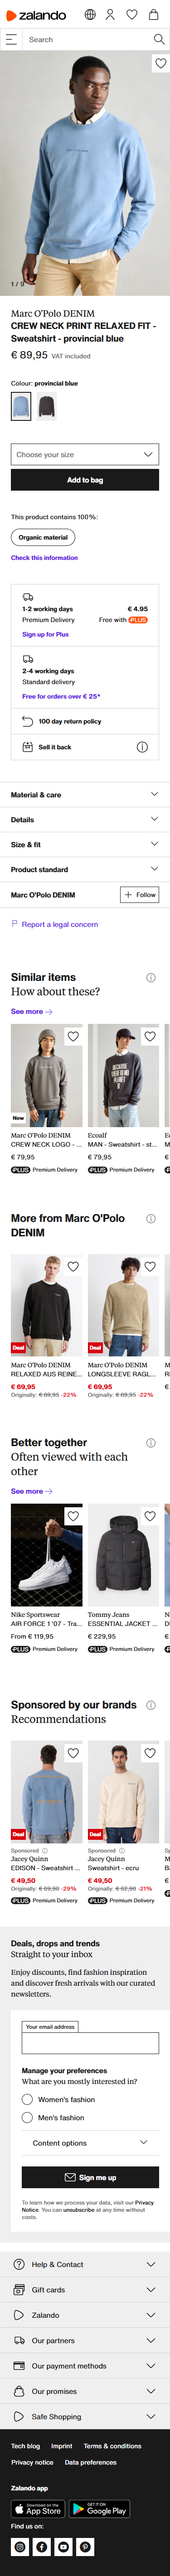 zalando
Search
1 / 9
Marc O'Polo DENIM
CREW NECK PRINT RELAXED FIT -
Sweatshirt - provincial blue
€ 89,95 VAT included
Colour: provincial blue
Choose your size
Add to bag
This product contains 100%:
Organic material
Check this information
1-2 working days € 4.95
Premium Delivery Free with PLUS
Sign up for Plus
2-4 working days
Standard delivery
Free for orders over € 25*
100 day return policy
Sell it back
Material & care
Details
Size & fit
Product standard
Marc O'Polo DENIM Follow
Report a legal concern
Similar items
How about these?
See more
New
BECAUSE
THERE IS NO
PLANET
B
Marc O'Polo DENIM Ecoalf
CREW NECK LOGO - ... MAN - Sweatshirt - st...
€ 79,95 € 79,95
PLUS Premium Delivery PLUS Premium Delivery
More from Marc O'Polo
DENIM
Deal Deal
Marc O'Polo DENIM Marc O'Polo DENIM
RELAXED AUS REINE... LONGSLEEVE RAGL...
€ 69,95 € 69,95
Originally: € 89,95 -22% Originally: € 89,95 -22%
Better together
Often viewed with each
other
See more
Nike Sportswear Tommy Jeans
AIR FORCE 1 '07 - Tra... ESSENTIAL JACKET ...
From € 119,95 € 229,95
PLUS Premium Delivery PLUS Premium Delivery
Sponsored by our brands
Recommendations
Deal Deal
Sponsored Sponsored
Jacey Quinn Jacey Quinn
EDISON - Sweatshirt ... Sweatshirt - ecru
€ 49,50 € 49,50
Originally: € 69,90 -29% Originally: € 62,90 -21%
PLUS Premium Delivery PLUS Premium Delivery
Deals, drops and trends
Straight to your inbox
Enjoy discounts, find fashion inspiration
and discover fresh arrivals with our curated
newsletters.
Your email address
Manage your preferences
What are you mostly interested in?
Women's fashion
Men's fashion
Content options
Sign me up
To learn how we process your data, visit our Privacy
Notice. You can unsubscribe at any time without
costs.
Help & Contact
Gift cards
Zalando
Our partners
Our payment methods
Our promises
Safe Shopping
Tech blog Imprint Terms & conditions
Privacy notice Data preferences
Zalando app
Download on the App Store GET IT ON Google Play
Find us on: